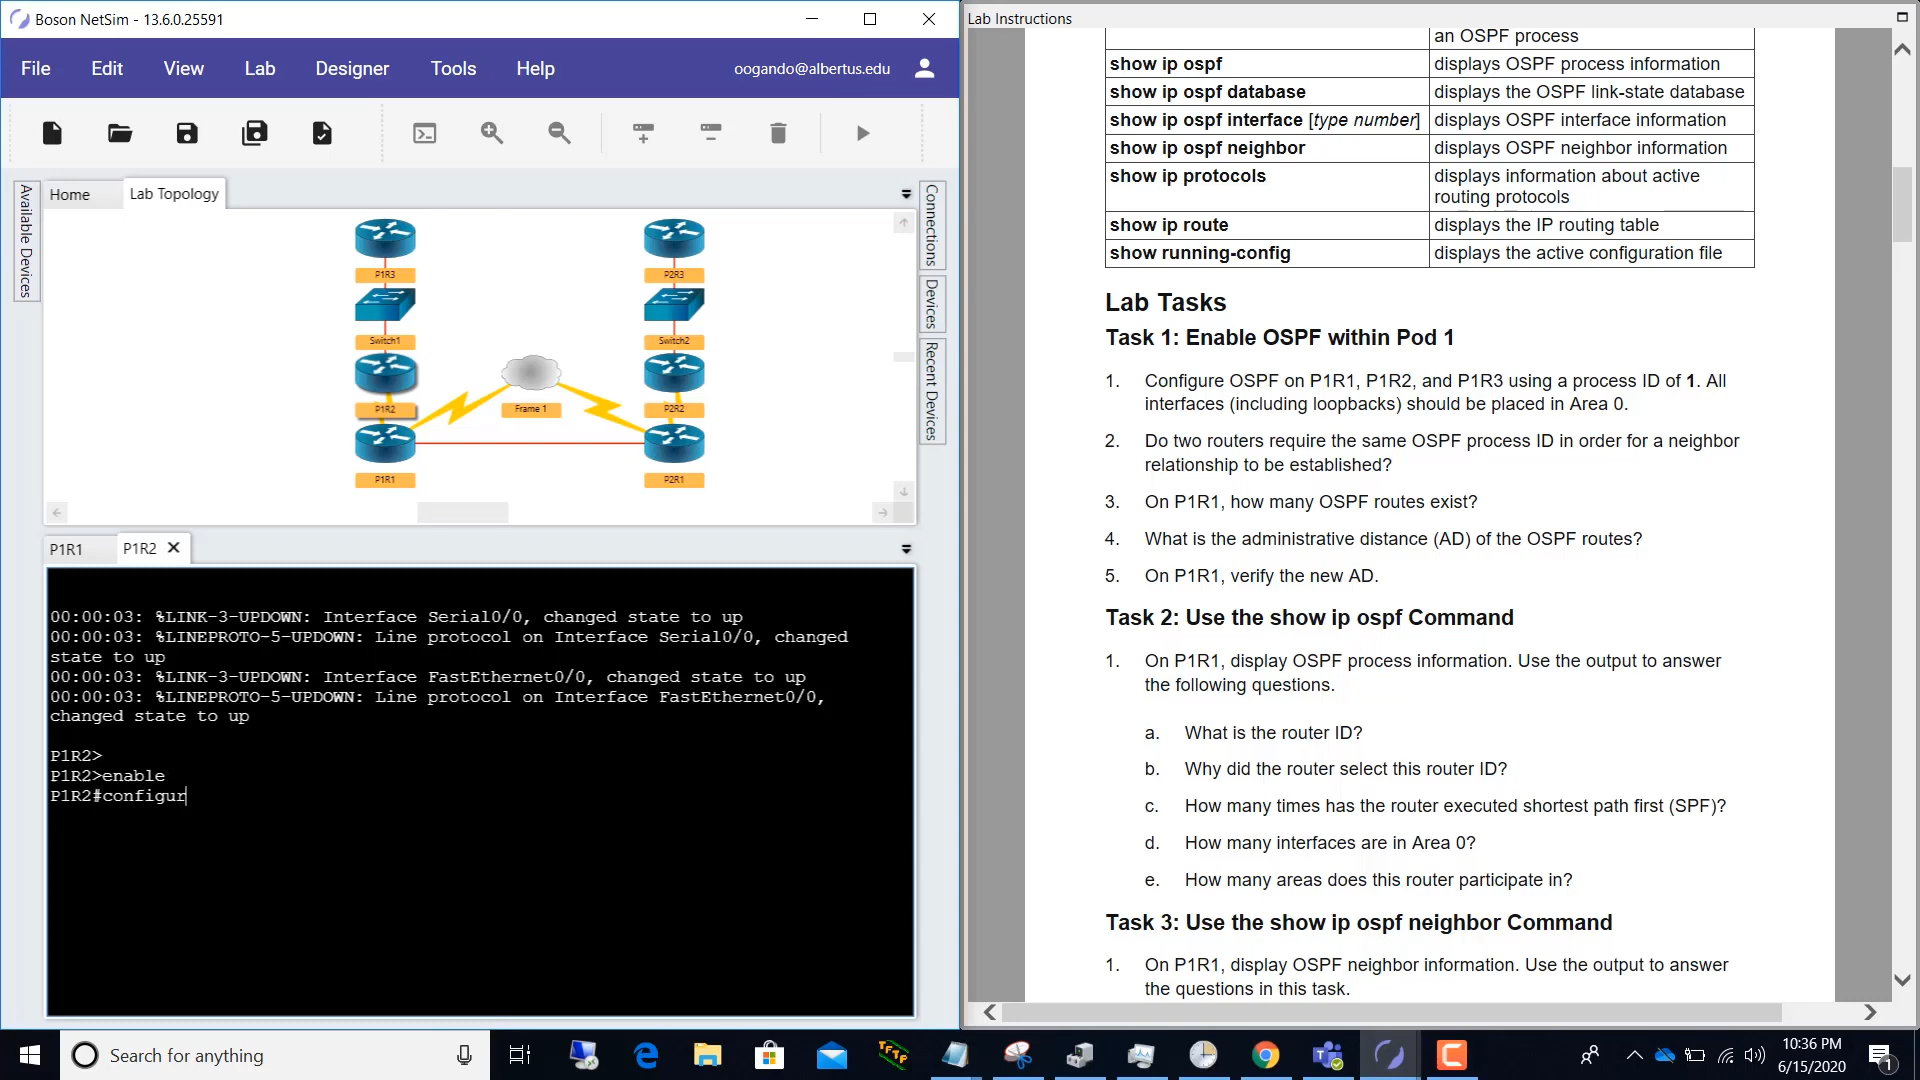 Boson NetSim - 13.6.0.25591
File Edit View Lab Designer Tools Help oogando@albertus.edu
Available Devices
Home Lab Topology
Connections
Devices
Recent Devices
P1R3 P2R3
Switch1 Switch2
P1R2 Frame 1 P2R2
P1R1 P2R1
P1R1 P1R2
00:00:03: %LINK-3-UPDOWN: Interface Serial0/0, changed state to up
00:00:03: %LINEPROTO-5-UPDOWN: Line protocol on Interface Serial0/0, changed
state to up
00:00:03: %LINK-3-UPDOWN: Interface FastEthernet0/0, changed state to up
00:00:03: %LINEPROTO-5-UPDOWN: Line protocol on Interface FastEthernet0/0,
changed state to up
P1R2>
P1R2>enable
P1R2#configur
Lab Instructions
an OSPF process
show ip ospf displays OSPF process information
show ip ospf database displays the OSPF link-state database
show ip ospf interface [type number] displays OSPF interface information
show ip ospf neighbor displays OSPF neighbor information
show ip protocols displays information about active
routing protocols
show ip route displays the IP routing table
show running-config displays the active configuration file
Lab Tasks
Task 1: Enable OSPF within Pod 1
1. Configure OSPF on P1R1, P1R2, and P1R3 using a process ID of 1. All
interfaces (including loopbacks) should be placed in Area 0.
2. Do two routers require the same OSPF process ID in order for a neighbor
relationship to be established?
3. On P1R1, how many OSPF routes exist?
4. What is the administrative distance (AD) of the OSPF routes?
5. On P1R1, verify the new AD.
Task 2: Use the show ip ospf Command
1. On P1R1, display OSPF process information. Use the output to answer
the following questions.
a. What is the router ID?
b. Why did the router select this router ID?
c. How many times has the router executed shortest path first (SPF)?
d. How many interfaces are in Area 0?
e. How many areas does this router participate in?
Task 3: Use the show ip ospf neighbor Command
1. On P1R1, display OSPF neighbor information. Use the output to answer
the questions in this task.
Search for anything
TFTP
10:36 PM
6/15/2020
1